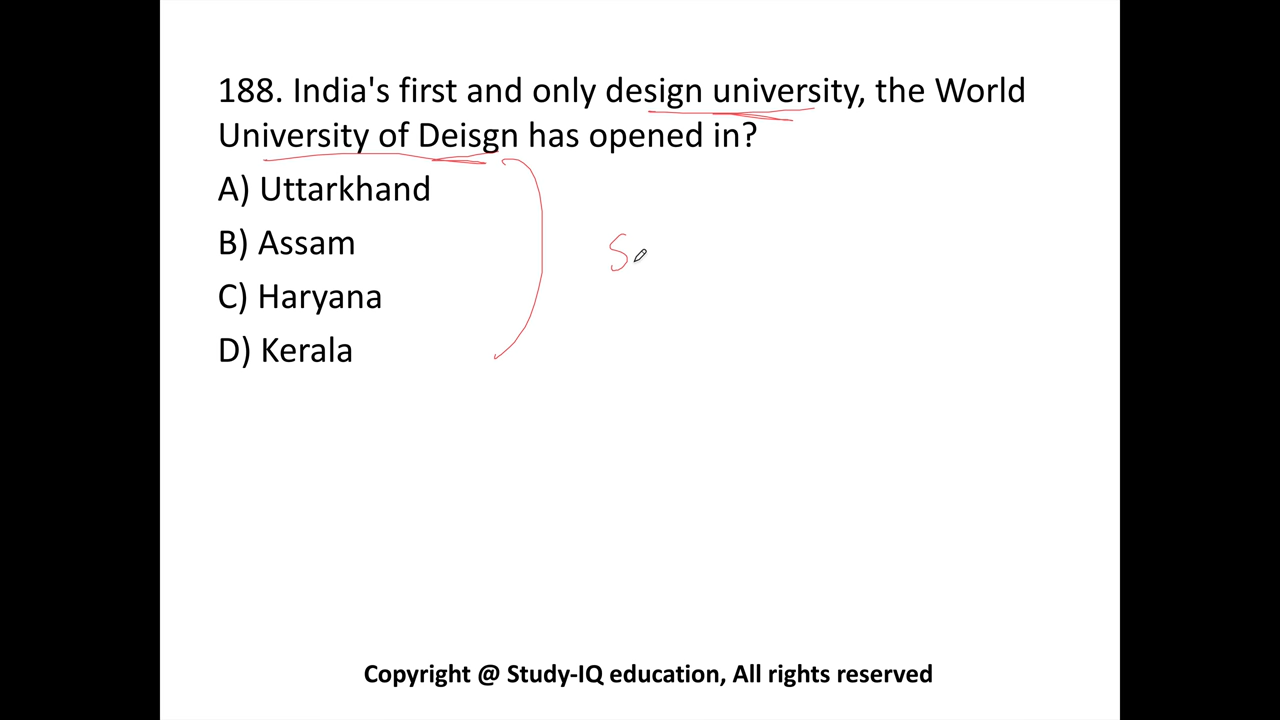 188. India's first and only design university, the World
University of Deisgn has opened in?
A) Uttarkhand
B) Assam
C) Haryana
D) Kerala
S
Copyright @ Study-IQ education, All rights reserved